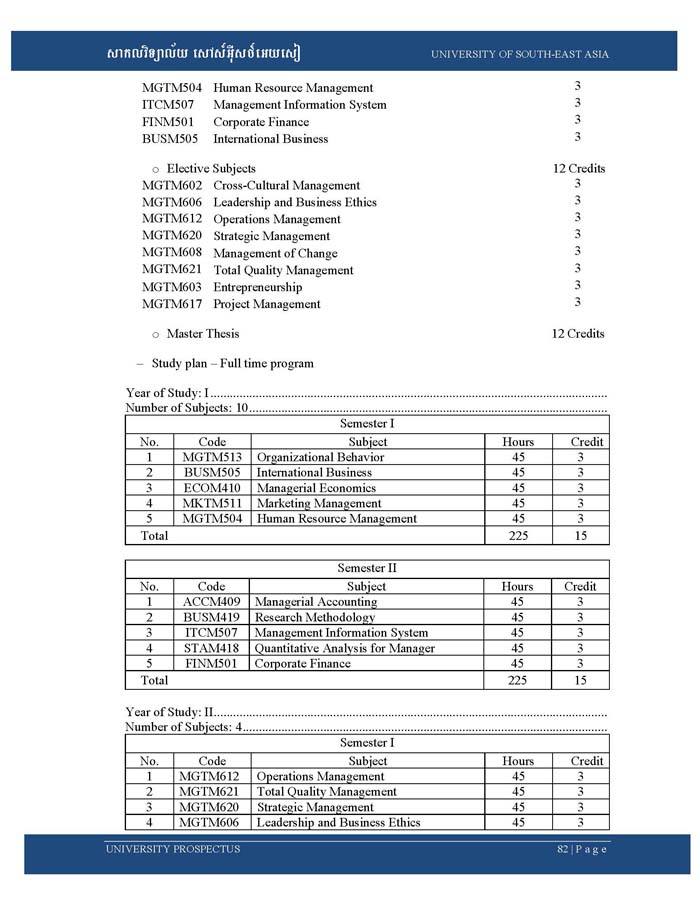 សាកលវិទ្យាល័យ សៅស៍អ៊ីសថ៍អេយសៀ UNIVERSITY OF SOUTH-EAST ASIA
MGTM504 Human Resource Management 3
ITCM507 Management Information System 3
FINM501 Corporate Finance 3
BUSM505 International Business 3
o Elective Subjects 12 Credits
MGTM602 Cross-Cultural Management 3
MGTM606 Leadership and Business Ethics 3
MGTM612 Operations Management 3
MGTM620 Strategic Management 3
MGTM608 Management of Change 3
MGTM621 Total Quality Management 3
MGTM603 Entrepreneurship 3
MGTM617 Project Management 3
o Master Thesis 12 Credits
– Study plan – Full time program
Year of Study: I
Number of Subjects: 10
Semester I
No. Code Subject Hours Credit
1 MGTM513 Organizational Behavior 45 3
2 BUSM505 International Business 45 3
3 ECOM410 Managerial Economics 45 3
4 MKTM511 Marketing Management 45 3
5 MGTM504 Human Resource Management 45 3
Total 225 15
Semester II
No. Code Subject Hours Credit
1 ACCM409 Managerial Accounting 45 3
2 BUSM419 Research Methodology 45 3
3 ITCM507 Management Information System 45 3
4 STAM418 Quantitative Analysis for Manager 45 3
5 FINM501 Corporate Finance 45 3
Total 225 15
Year of Study: II
Number of Subjects: 4
Semester I
No. Code Subject Hours Credit
1 MGTM612 Operations Management 45 3
2 MGTM621 Total Quality Management 45 3
3 MGTM620 Strategic Management 45 3
4 MGTM606 Leadership and Business Ethics 45 3
UNIVERSITY PROSPECTUS 82 | P a g e